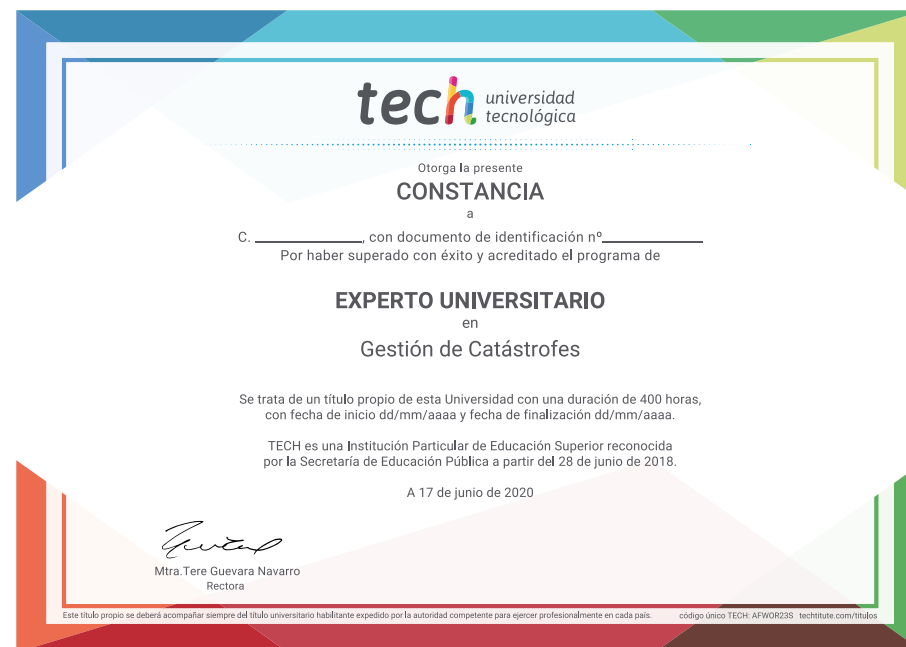 tech universidad
tecnológica
Otorga la presente
CONSTANCIA
a
C. ____________, con documento de identificación nº____________
Por haber superado con éxito y acreditado el programa de
EXPERTO UNIVERSITARIO
en
Gestión de Catástrofes
Se trata de un título propio de esta Universidad con una duración de 400 horas,
con fecha de inicio dd/mm/aaaa y fecha de finalización dd/mm/aaaa.
TECH es una Institución Particular de Educación Superior reconocida
por la Secretaría de Educación Pública a partir del 28 de junio de 2018.
A 17 de junio de 2020
Mtra.Tere Guevara Navarro
Rectora
Este título propio se deberá acompañar siempre del título universitario habilitante expedido por la autoridad competente para ejercer profesionalmente en cada país. código único TECH: AFWOR23S techtitute.com/titulos